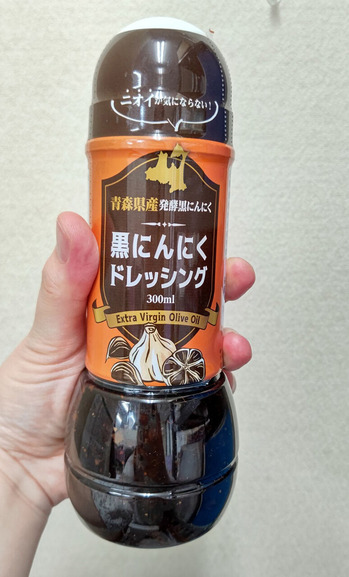 ニオイが気にならない!
青森県産発酵黒にんにく
黒にんにく
ドレッシング
300ml
Extra Virgin Olive Oil